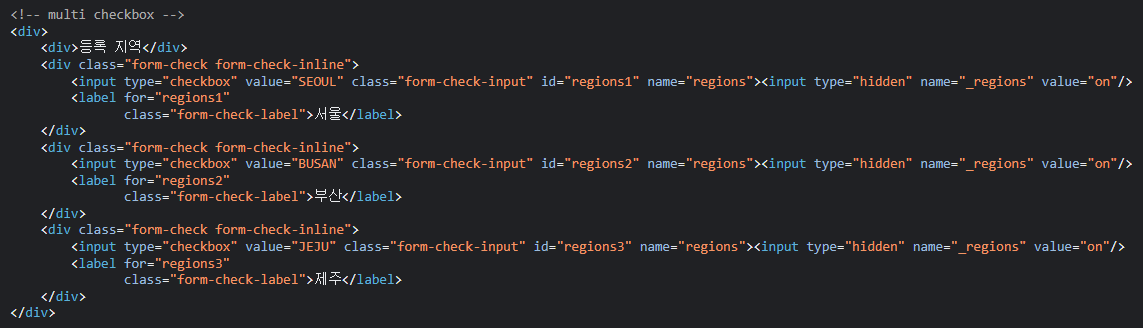 <!-- multi checkbox -->
<div>
    <div>등록 지역</div>
    <div class="form-check form-check-inline">
        <input type="checkbox" value="SEOUL" class="form-check-input" id="regions1" name="regions"><input type="hidden" name="_regions" value="on"/>
        <label for="regions1"
               class="form-check-label">서울</label>
    </div>
    <div class="form-check form-check-inline">
        <input type="checkbox" value="BUSAN" class="form-check-input" id="regions2" name="regions"><input type="hidden" name="_regions" value="on"/>
        <label for="regions2"
               class="form-check-label">부산</label>
    </div>
    <div class="form-check form-check-inline">
        <input type="checkbox" value="JEJU" class="form-check-input" id="regions3" name="regions"><input type="hidden" name="_regions" value="on"/>
        <label for="regions3"
               class="form-check-label">제주</label>
    </div>
</div>